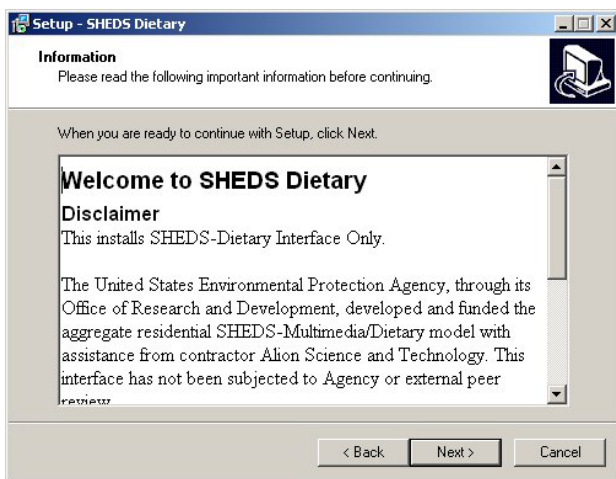 Setup - SHEDS Dietary
Information
Please read the following important information before continuing.
When you are ready to continue with Setup, click Next.
Welcome to SHEDS Dietary
Disclaimer
This installs SHEDS-Dietary Interface Only.
The United States Environmental Protection Agency, through its
Office of Research and Development, developed and funded the
aggregate residential SHEDS-Multimedia/Dietary model with
assistance from contractor Alion Science and Technology. This
interface has not been subjected to Agency or external peer
review
< Back Next > Cancel